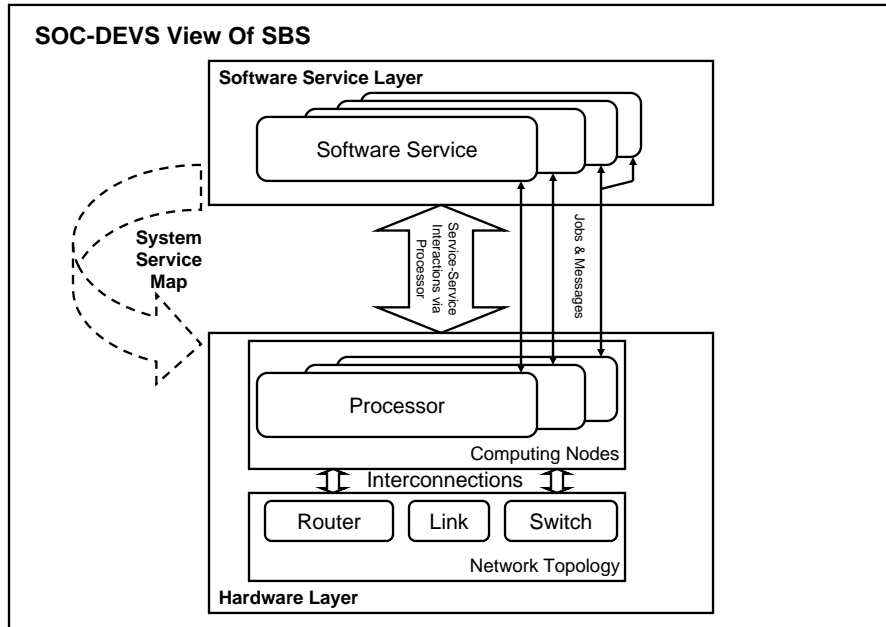 SOC-DEVS View Of SBS
Software Service Layer
Software Service
System
Service
Map
Service-Service
Interactions via
Processor
Jobs & Messages
Processor
Computing Nodes
Interconnections
Router
Link
Switch
Network Topology
Hardware Layer